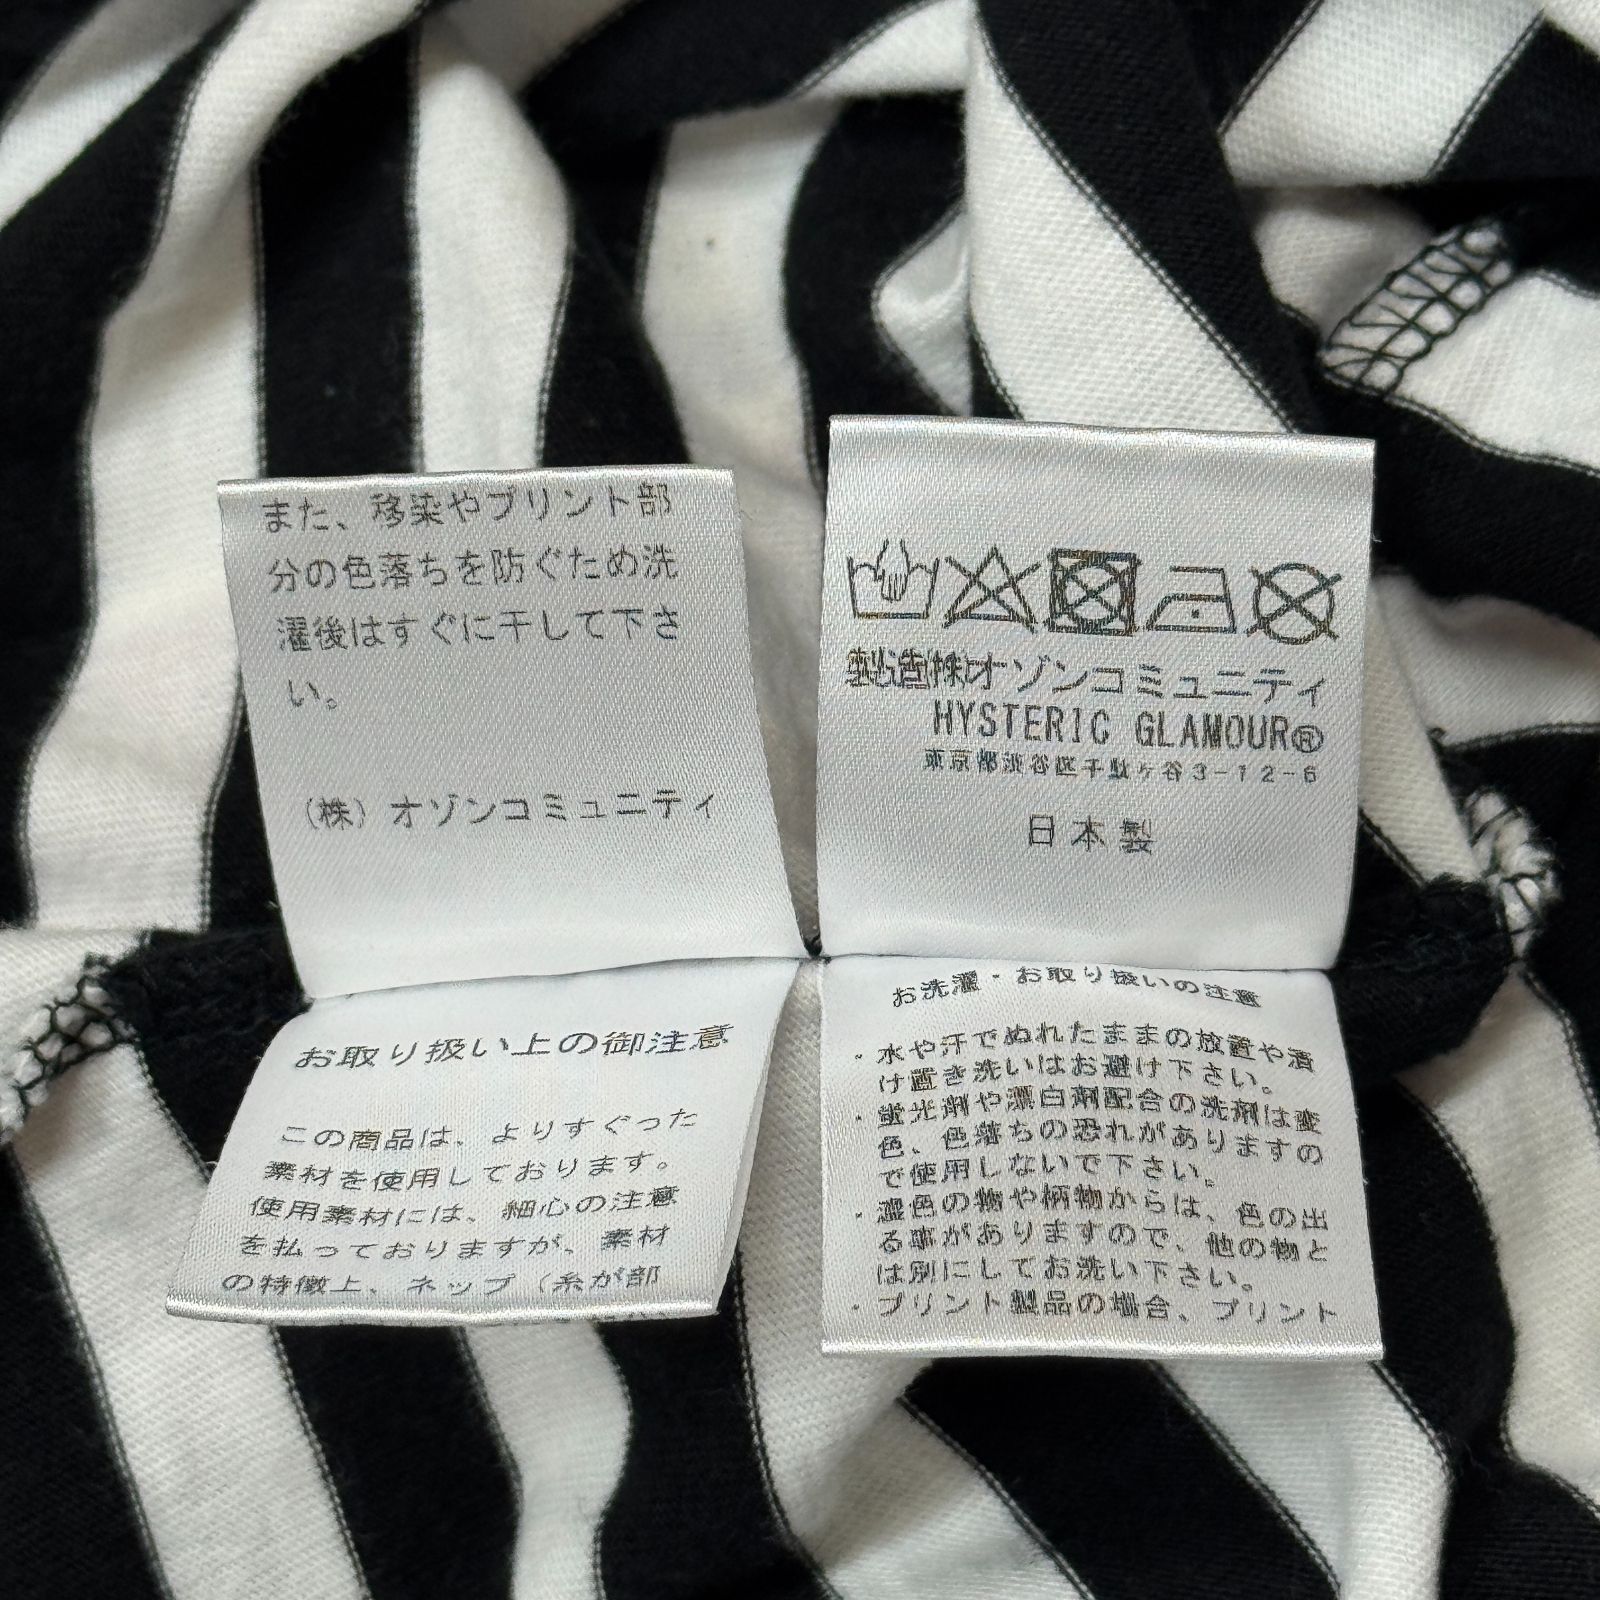 また、移染やプリント部
分の色落ちを防ぐため洗
濯後はすぐに干して下さ
い。
(株) オゾンコミュニティ
製造(株)オゾンコミュニティ
HYSTERIC GLAMOUR®
東京都渋谷区千駄ヶ谷3-12-6
日本製
お取り扱い上の御注意
この商品は、よりすぐった
素材を使用しております。
使用素材には、細心の注意
を払っておりますが、素材
の特徴上、ネップ（糸が部
お洗濯・お取り扱いの注意
・水や汗でぬれたままの放置や漬
け置き洗いはお避け下さい。
・蛍光剤や漂白剤配合の洗剤は変
色、色落ちの恐れがありますの
で使用しないで下さい。
・濃色の物や柄物からは、色の出
る事がありますので、他の物と
は別にしてお洗い下さい。
・プリント製品の場合、プリント